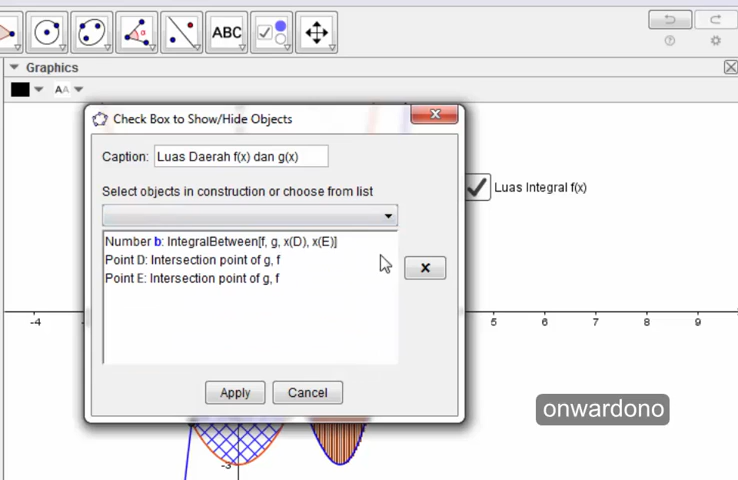 ABC
Graphics
AA
Check Box to Show/Hide Objects
Caption: Luas Daerah f(x) dan g(x)
Select objects in construction or choose from list
Number b: IntegralBetween[f, g, x(D), x(E)]
Point D: Intersection point of g, f
Point E: Intersection point of g, f
Apply Cancel
Luas Integral f(x)
-4 5 6 7 8 9
-3
onwardono